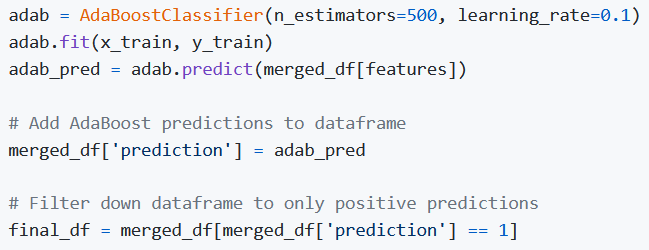 adab = AdaBoostClassifier(n_estimators=500, learning_rate=0.1)
adab.fit(x_train, y_train)
adab_pred = adab.predict(merged_df[features])
# Add AdaBoost predictions to dataframe
merged_df['prediction'] = adab_pred
# Filter down dataframe to only positive predictions
final_df = merged_df[merged_df['prediction'] == 1]